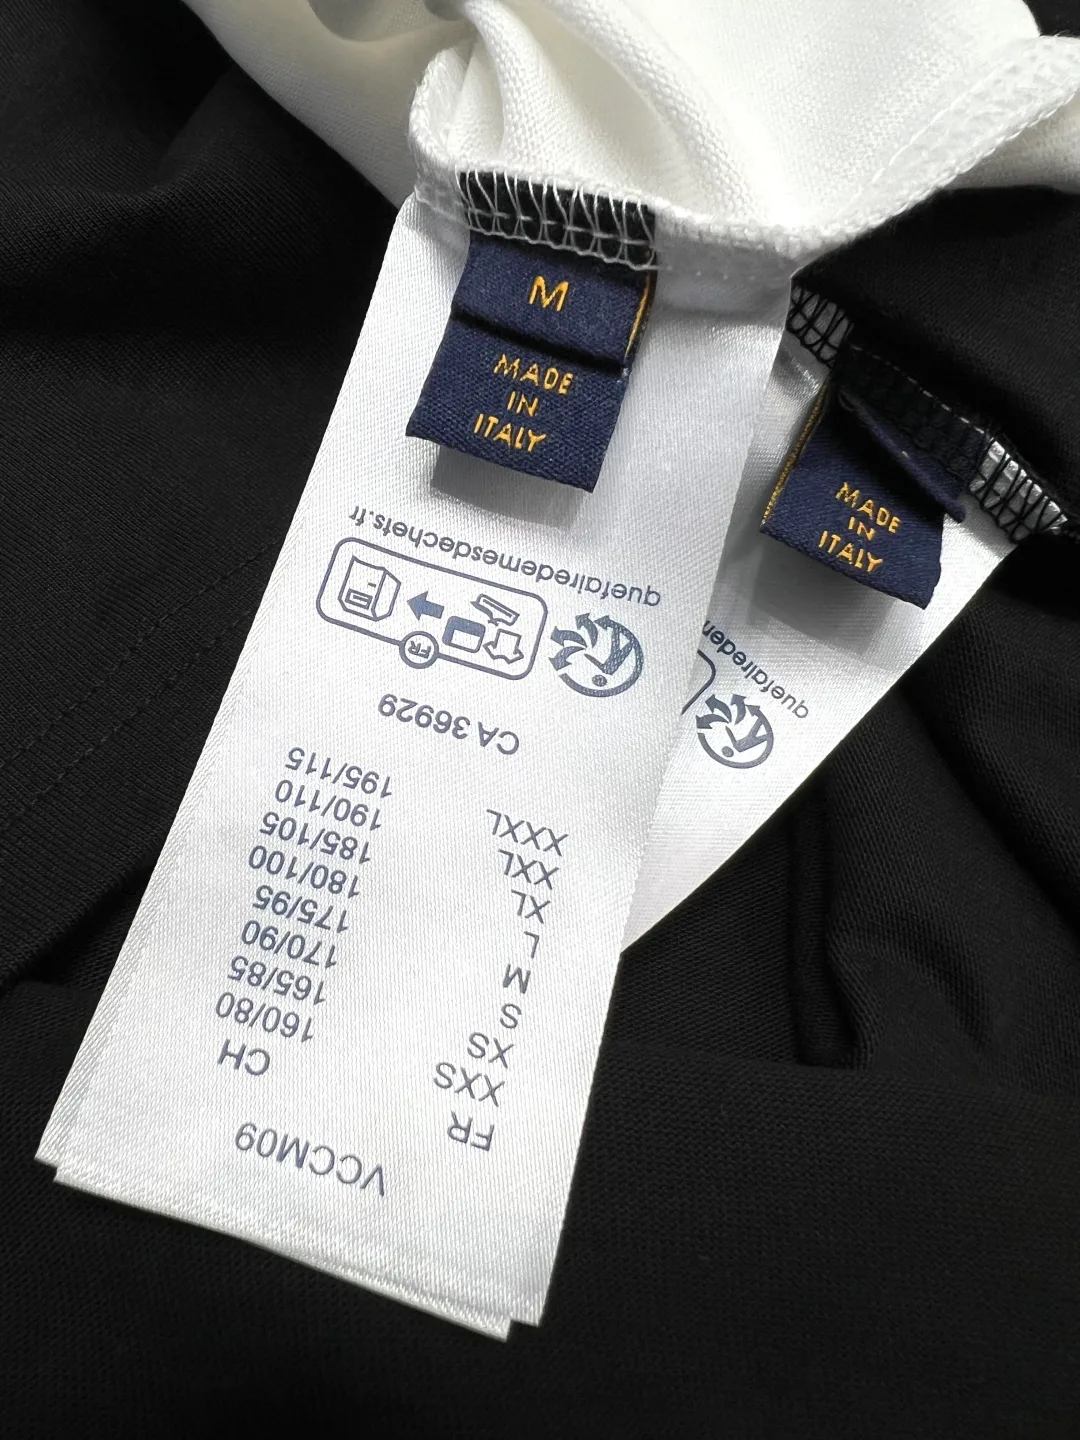 M
MADE
IN
ITALY
MADE
IN
ITALY
VCCM09
FR CH
XXS 160/80
XS 165/85
S 170/90
M 175/95
L 180/100
XL 185/105
XXL 190/110
XXXL 195/115
CA 36929
FR
quefairedemesdechets.fr
quefairedem